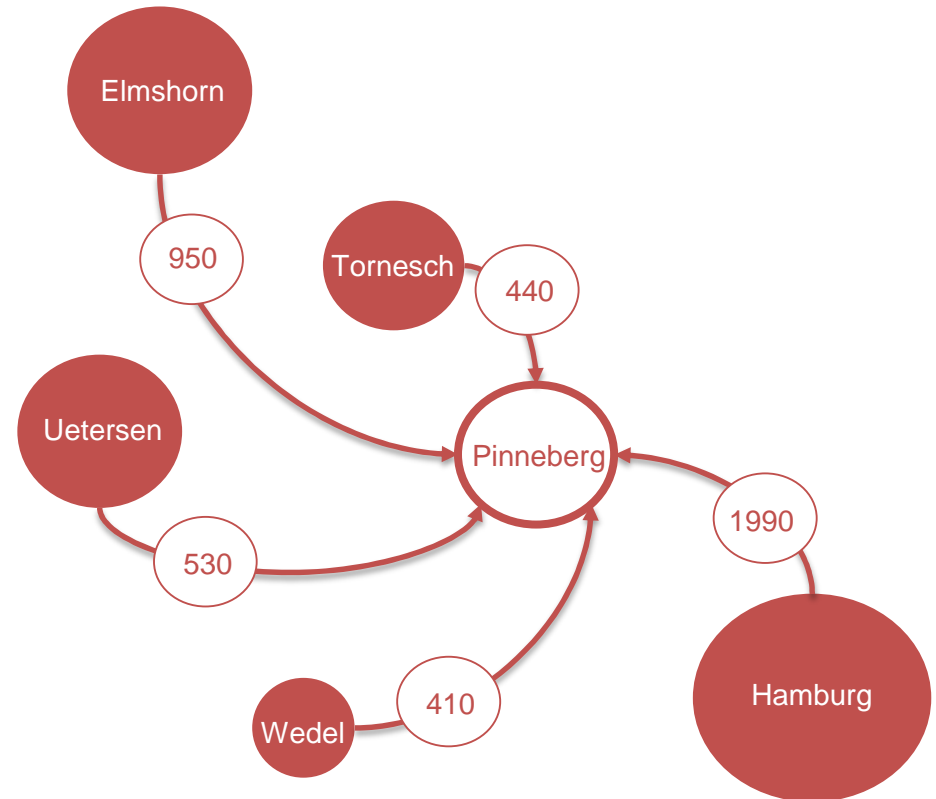 Elmshorn
950
Tornesch
440
Uetersen
Pinneberg
1990
530
Hamburg
410
Wedel